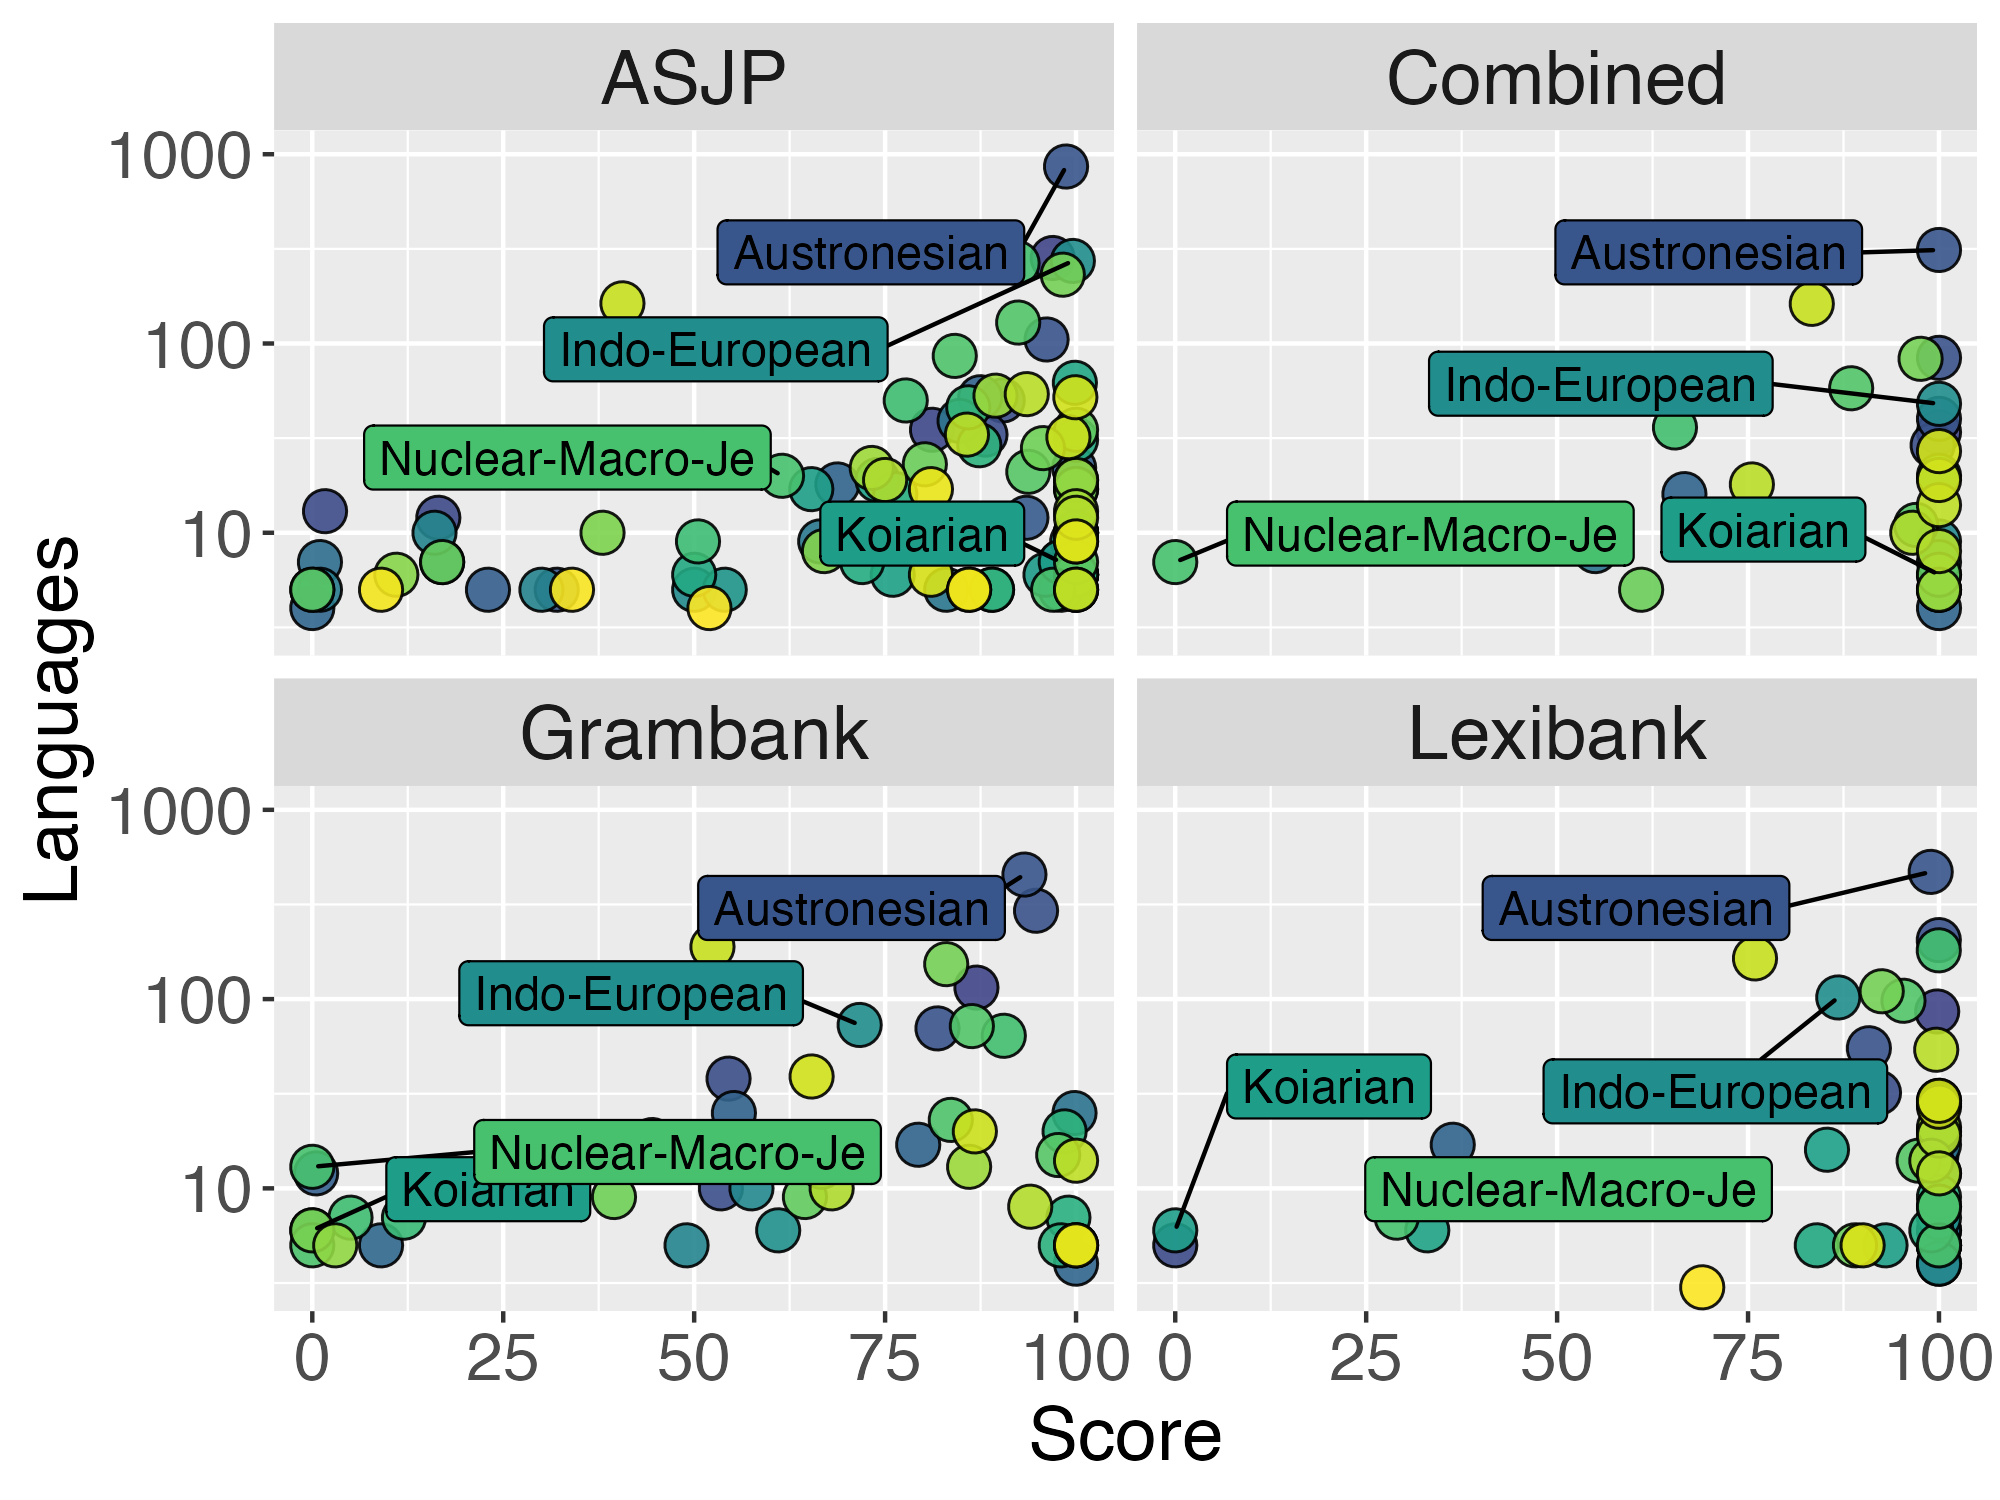 ASJP
Combined
Languages
1000
100
10
Austronesian
Indo-European
Nuclear-Macro-Je
Koiarian
Austronesian
Indo-European
Nuclear-Macro-Je
Koiarian
Grambank
Lexibank
1000
100
10
Austronesian
Indo-European
Nuclear-Macro-Je
Koiarian
Austronesian
Koiarian
Indo-European
Nuclear-Macro-Je
0 25 50 75 100
0 25 50 75 100
Score